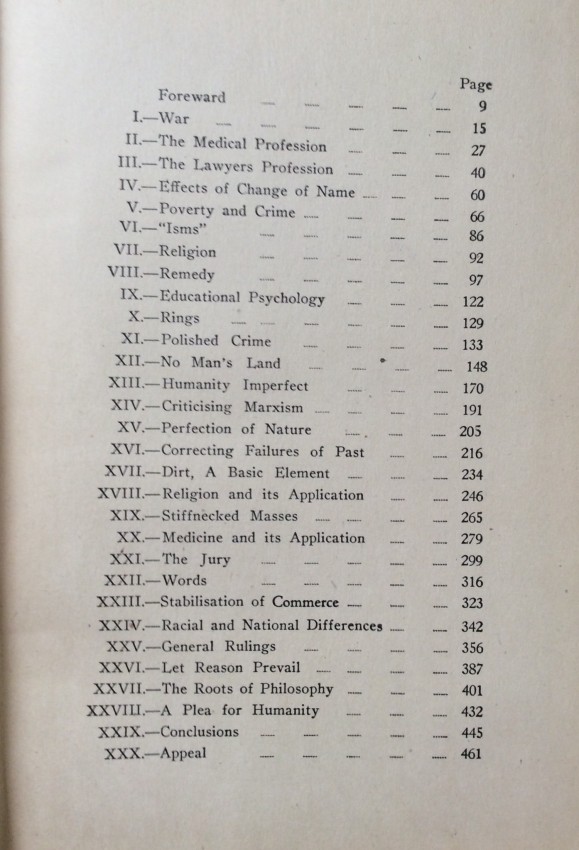 Page
Foreward 9
I.—War 15
II.—The Medical Profession 27
III.—The Lawyers Profession 40
IV.—Effects of Change of Name 60
V.—Poverty and Crime 66
VI.—"Isms" 86
VII.—Religion 92
VIII.—Remedy 97
IX.—Educational Psychology 122
X.—Rings 129
XI.—Polished Crime 133
XII.—No Man's Land 148
XIII.—Humanity Imperfect 170
XIV.—Criticising Marxism 191
XV.—Perfection of Nature 205
XVI.—Correcting Failures of Past 216
XVII.—Dirt, A Basic Element 234
XVIII.—Religion and its Application 246
XIX.—Stiffnecked Masses 265
XX.—Medicine and its Application 279
XXI.—The Jury 299
XXII.—Words 316
XXIII.—Stabilisation of Commerce 323
XXIV.—Racial and National Differences 342
XXV.—General Rulings 356
XXVI.—Let Reason Prevail 387
XXVII.—The Roots of Philosophy 401
XXVIII.—A Plea for Humanity 432
XXIX.—Conclusions 445
XXX.—Appeal 461